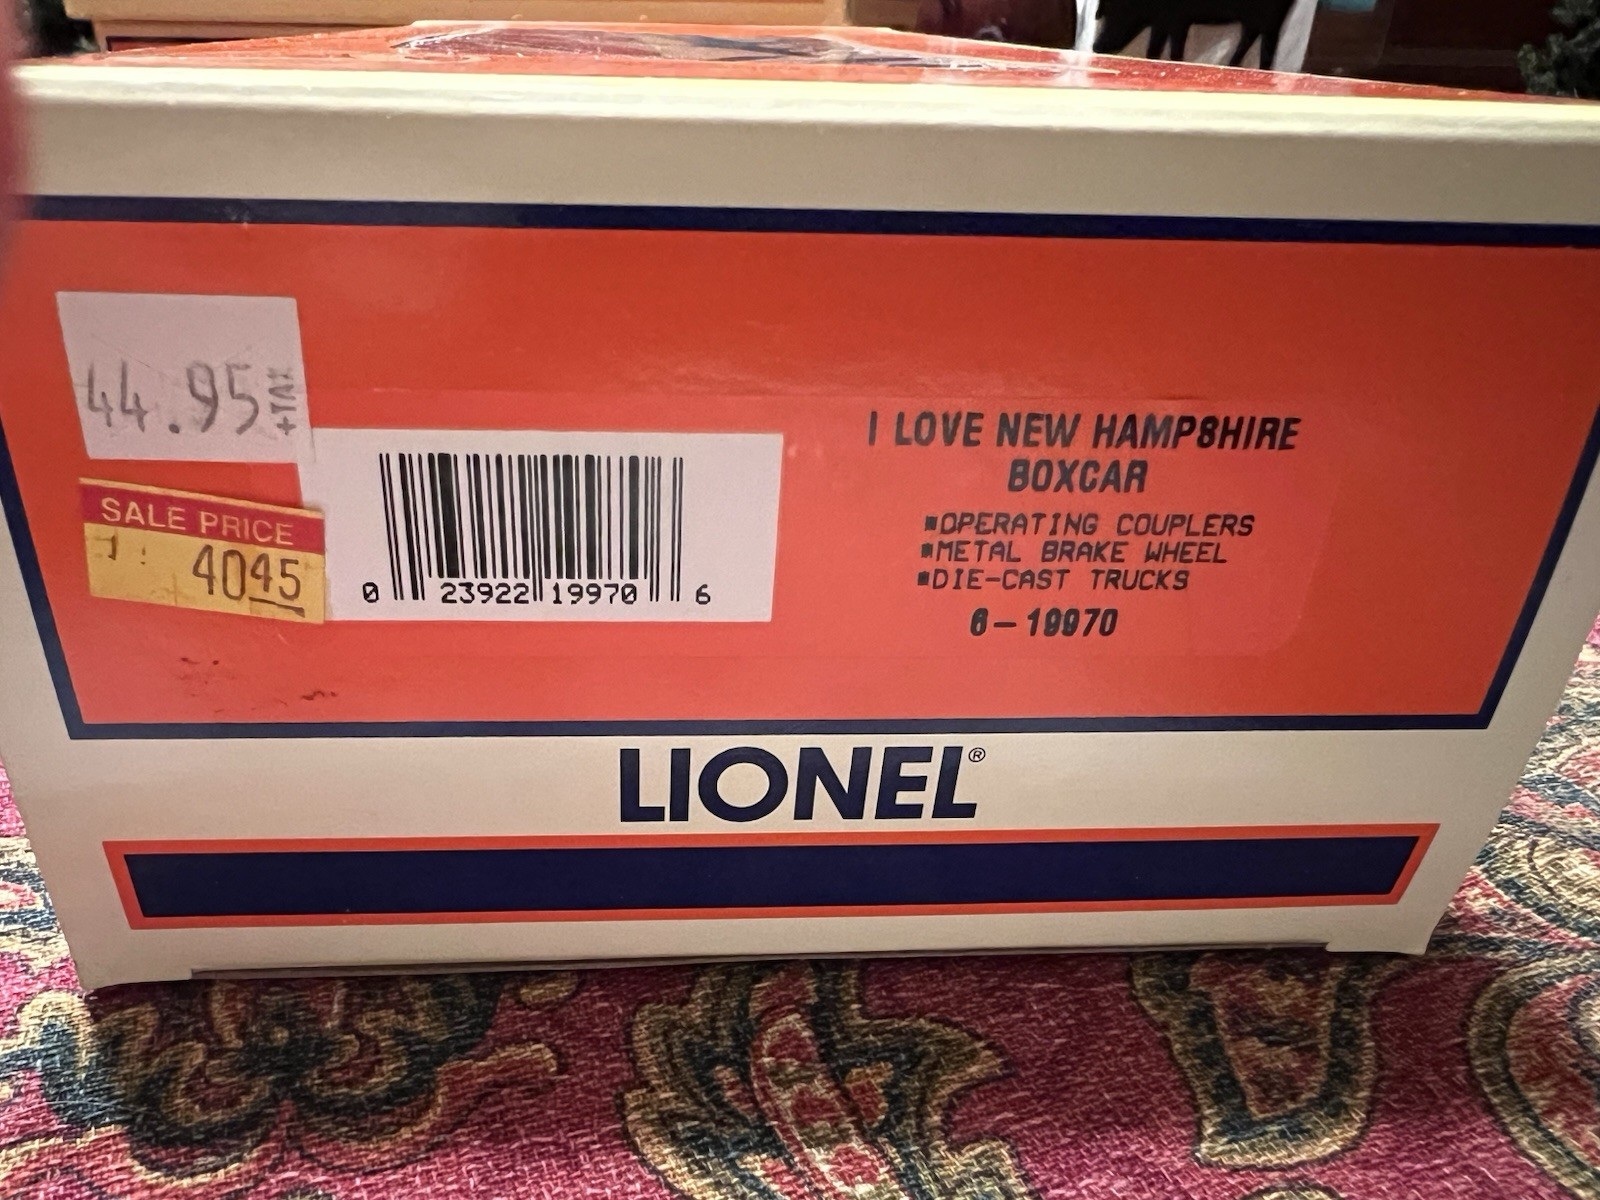 44.95 +TAX
SALE PRICE
4045
0 23922 19970 6
I LOVE NEW HAMPSHIRE
BOXCAR
■OPERATING COUPLERS
■METAL BRAKE WHEEL
■DIE-CAST TRUCKS
6-19970
LIONEL®